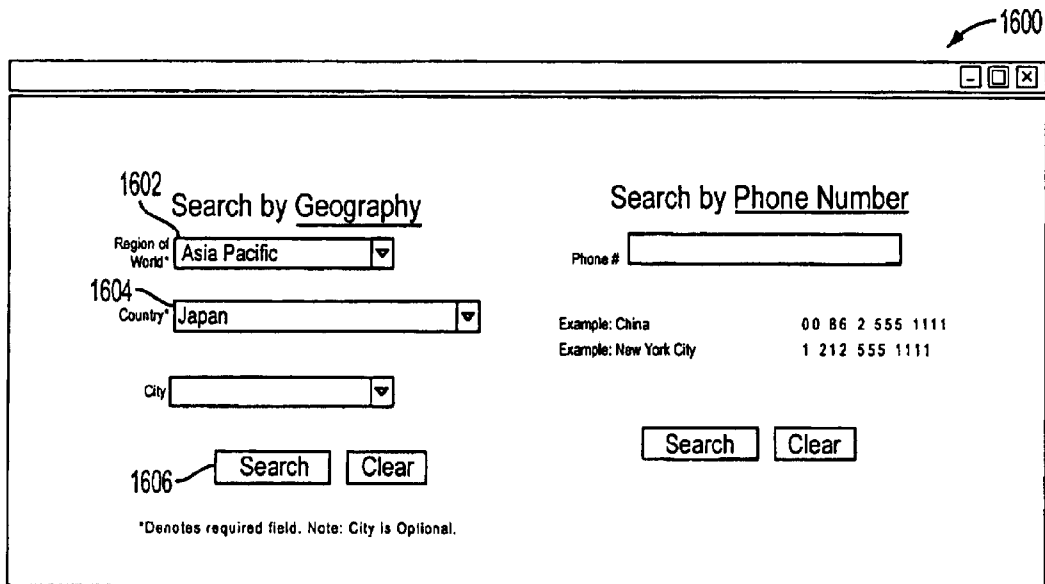 1600
1602
Search by Geography
Region of
World*
Asia Pacific
1604
Country*
Japan
City
1606
Search
Clear
*Denotes required field. Note: City is Optional.
Search by Phone Number
Phone #
Example: China 00 86 2 555 1111
Example: New York City 1 212 555 1111
Search
Clear